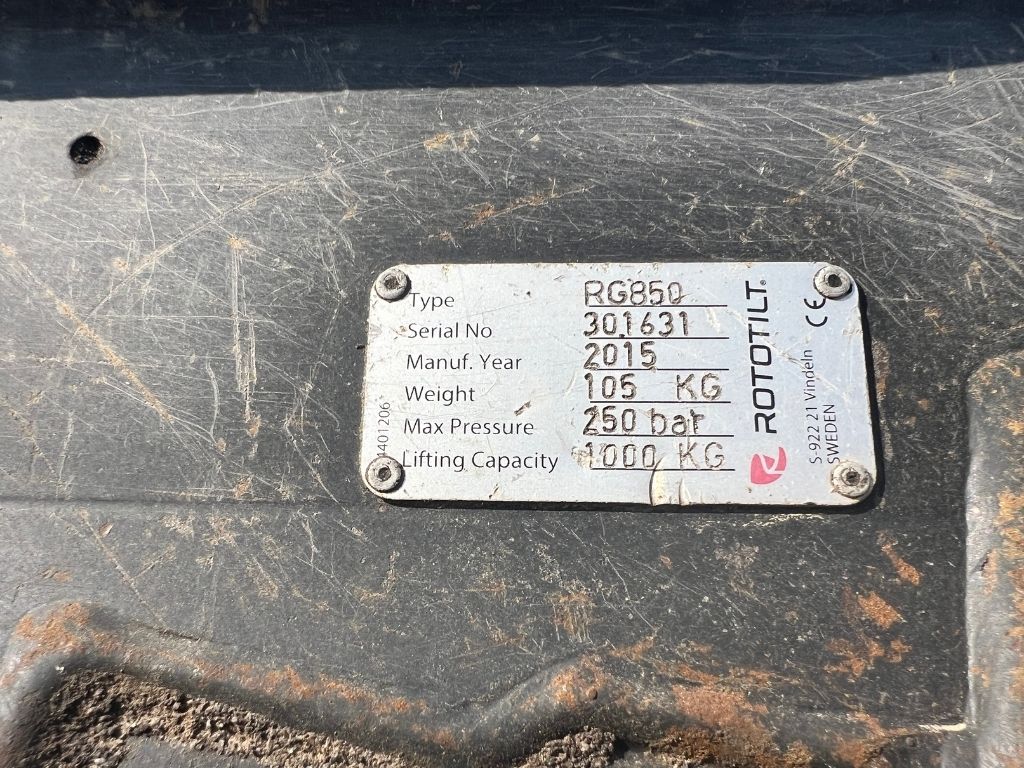 Type RG850
Serial No 301631
Manuf. Year 2015
Weight 105 KG
Max Pressure 250 bar
Lifting Capacity 1000 KG
ROTOTILT®
S-922 21 Vindeln
SWEDEN
CE